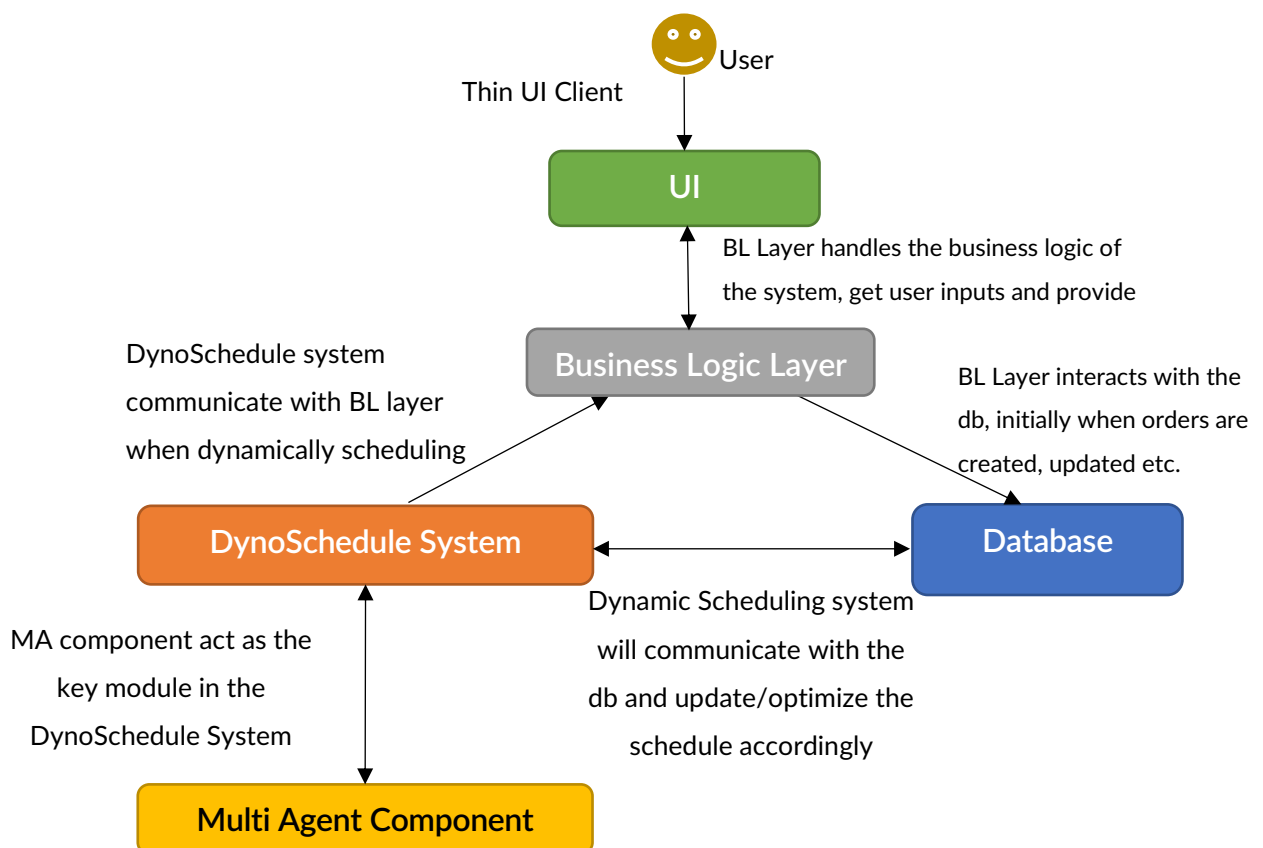 User
Thin UI Client
UI
BL Layer handles the business logic of
the system, get user inputs and provide
Business Logic Layer
DynoSchedule system
communicate with BL layer
when dynamically scheduling
BL Layer interacts with the
db, initially when orders are
created, updated etc.
DynoSchedule System
Database
Dynamic Scheduling system
will communicate with the
db and update/optimize the
schedule accordingly
MA component act as the
key module in the
DynoSchedule System
Multi Agent Component